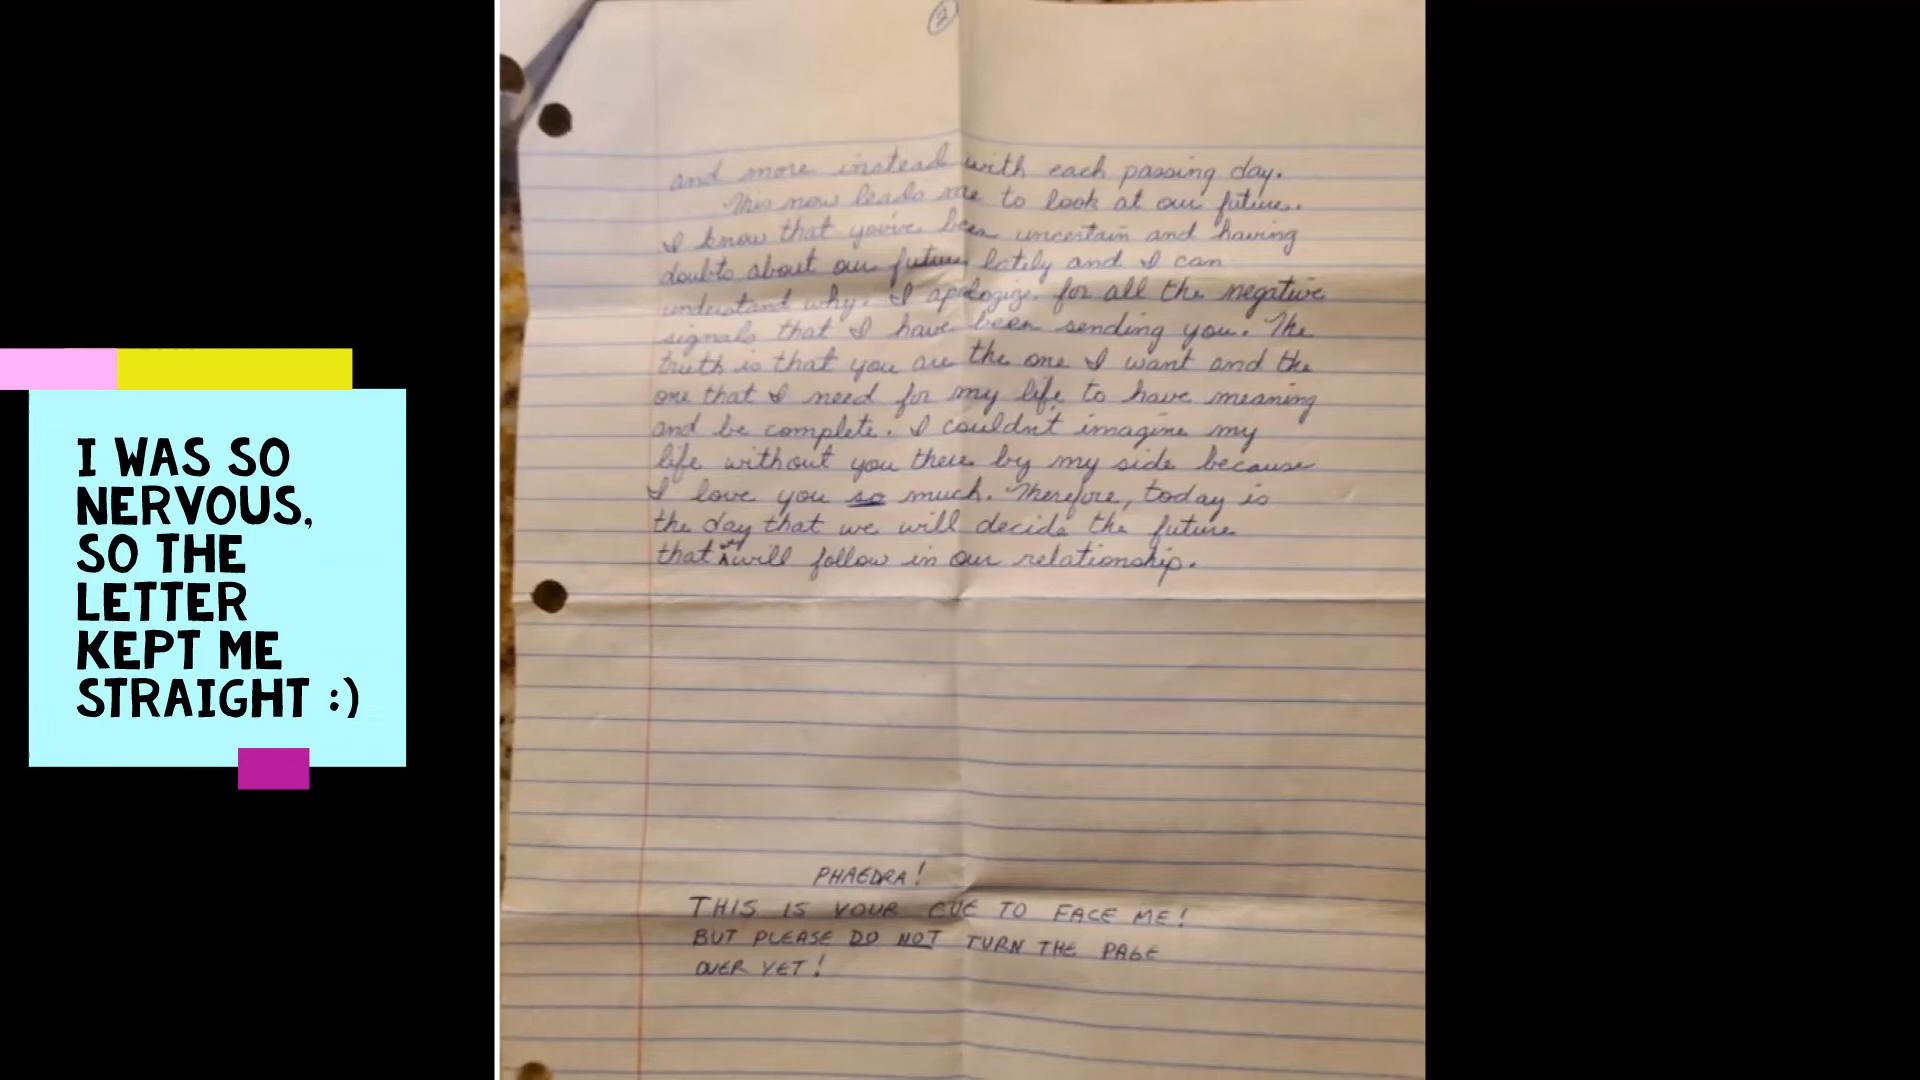 I WAS SO
NERVOUS,
SO THE
LETTER
KEPT ME
STRAIGHT :)
2
and more instead with each passing day.
This now leads me to look at our future.
I know that you've been uncertain and having
doubts about our future lately and I can
understand why. I apologize for all the negative
signals that I have been sending you. The
truth is that you are the one I want and the
one that I need for my life to have meaning
and be complete. I couldn't imagine my
life without you there by my side because
I love you so much. Therefore, today is
the day that we will decide the future
that we will follow in our relationship.
PHAEDRA!
THIS IS YOUR CUE TO FACE ME!
BUT PLEASE DO NOT TURN THE PAGE
OVER YET!